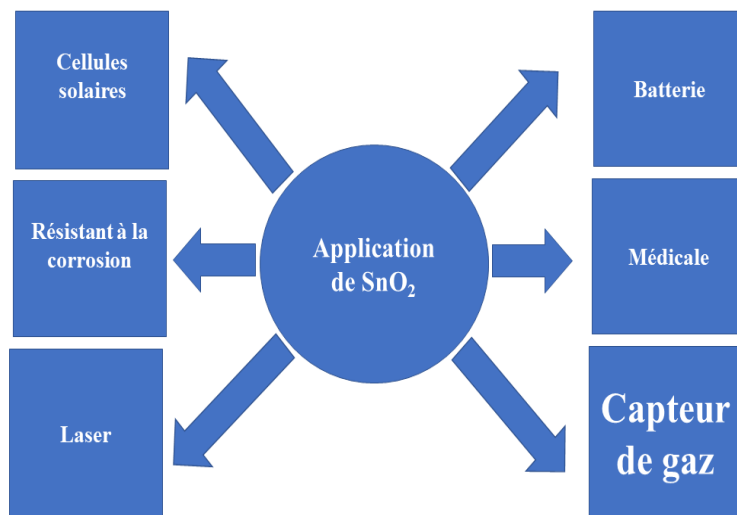 Cellules
solaires
Batterie
Résistant à la
corrosion
Application
de SnO₂
Médicale
Laser
Capteur
de gaz